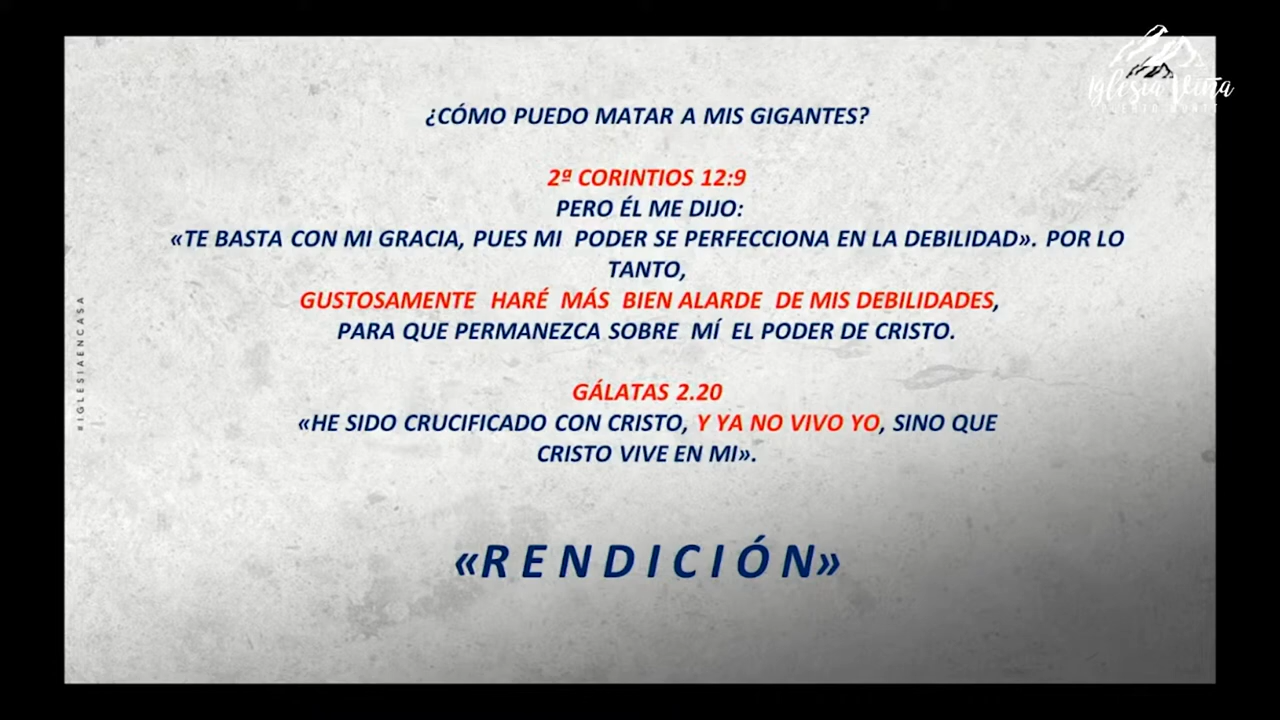 Iglesia Viña
¿CÓMO PUEDO MATAR A MIS GIGANTES?
2ª CORINTIOS 12:9
PERO ÉL ME DIJO:
«TE BASTA CON MI GRACIA, PUES MI PODER SE PERFECCIONA EN LA DEBILIDAD». POR LO
TANTO,
GUSTOSAMENTE HARÉ MÁS BIEN ALARDE DE MIS DEBILIDADES,
PARA QUE PERMANEZCA SOBRE MÍ EL PODER DE CRISTO.
GÁLATAS 2.20
«HE SIDO CRUCIFICADO CON CRISTO, Y YA NO VIVO YO, SINO QUE
CRISTO VIVE EN MI».
«RENDICIÓN»
#IGLESIAENCASA